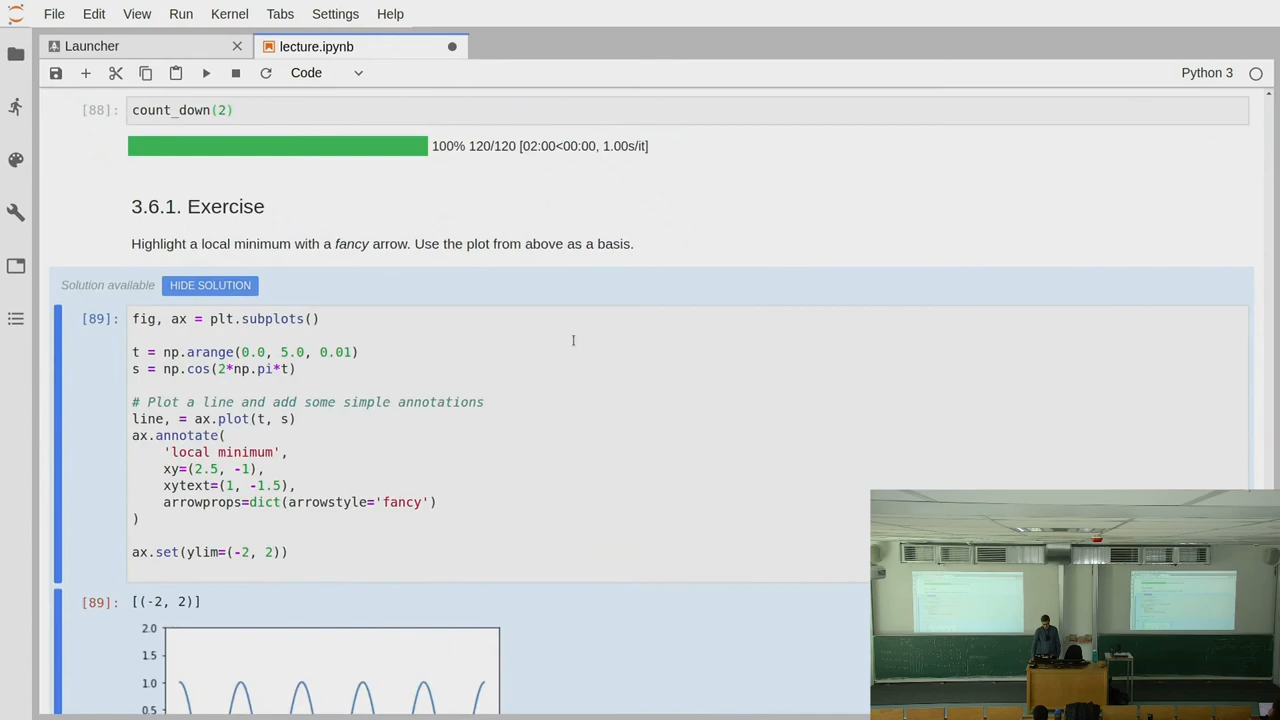 File Edit View Run Kernel Tabs Settings Help
Launcher
lecture.ipynb
Code
Python 3
[88]: count_down(2)
100% 120/120 [02:00<00:00, 1.00s/it]
3.6.1. Exercise
Highlight a local minimum with a fancy arrow. Use the plot from above as a basis.
Solution available HIDE SOLUTION
[89]: fig, ax = plt.subplots()
t = np.arange(0.0, 5.0, 0.01)
s = np.cos(2*np.pi*t)
# Plot a line and add some simple annotations
line, = ax.plot(t, s)
ax.annotate(
'local minimum',
xy=(2.5, -1),
xytext=(1, -1.5),
arrowprops=dict(arrowstyle='fancy')
)
ax.set(ylim=(-2, 2))
[89]: [(-2, 2)]
2.0
1.5
1.0
0.5